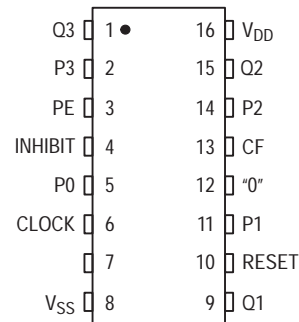 Q3 1 16 VDD
P3 2 15 Q2
PE 3 14 P2
INHIBIT 4 13 CF
P0 5 12 “0”
CLOCK 6 11 P1
7 10 RESET
VSS 8 9 Q1